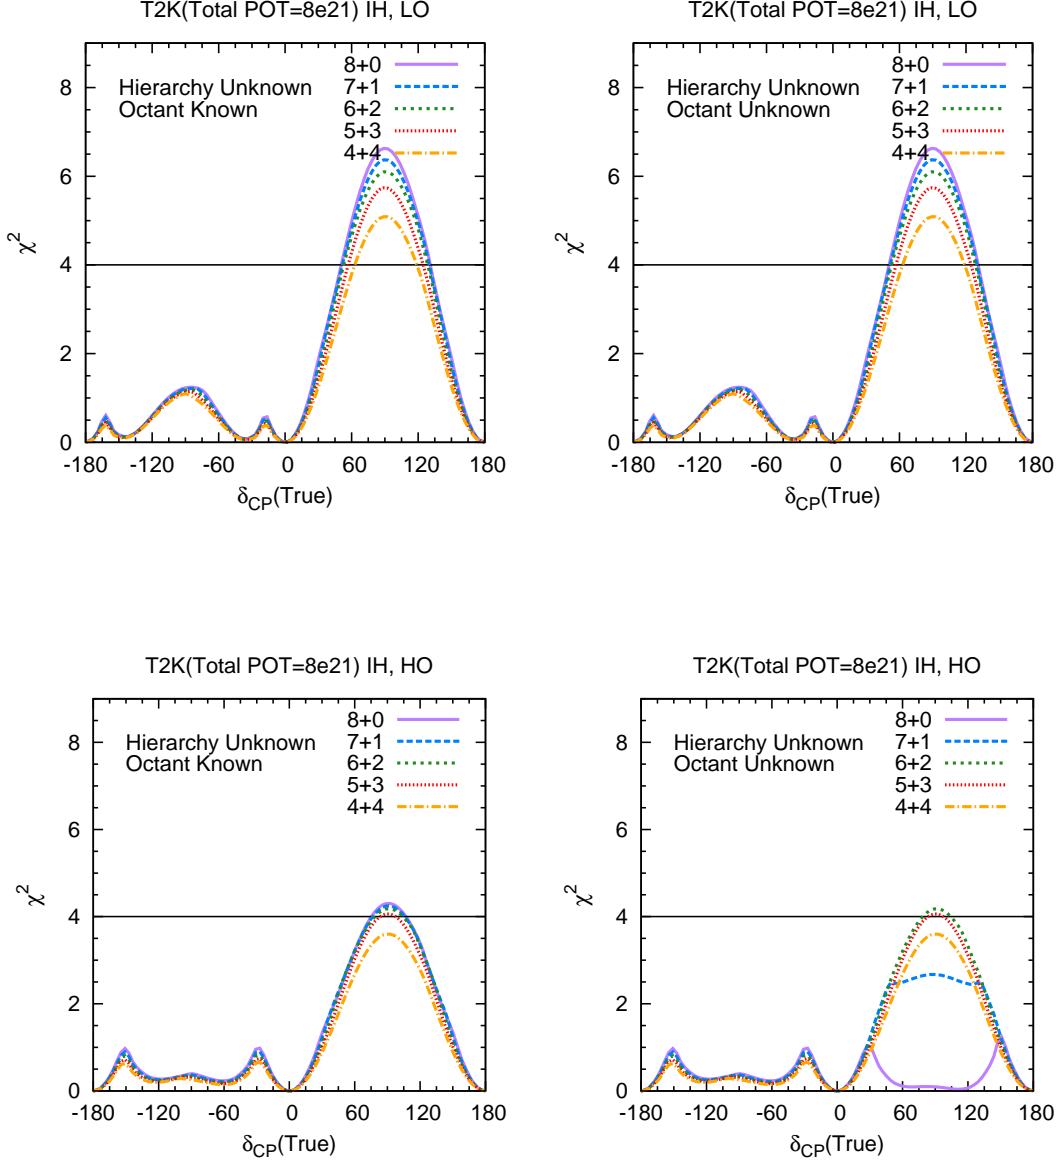 T2K(Total POT=8e21) IH, LO
8+0
Hierarchy Unknown
7+1
Octant Known
6+2
5+3
4+4
8
6
4
2
0
χ2
-180 -120 -60 0 60 120 180
δCP(True)
T2K(Total POT=8e21) IH, LO
8+0
Hierarchy Unknown
7+1
Octant Unknown
6+2
5+3
4+4
8
6
4
2
0
χ2
-180 -120 -60 0 60 120 180
δCP(True)
T2K(Total POT=8e21) IH, HO
8+0
Hierarchy Unknown
7+1
Octant Known
6+2
5+3
4+4
8
6
4
2
0
χ2
-180 -120 -60 0 60 120 180
δCP(True)
T2K(Total POT=8e21) IH, HO
8+0
Hierarchy Unknown
7+1
Octant Unknown
6+2
5+3
4+4
8
6
4
2
0
χ2
-180 -120 -60 0 60 120 180
δCP(True)